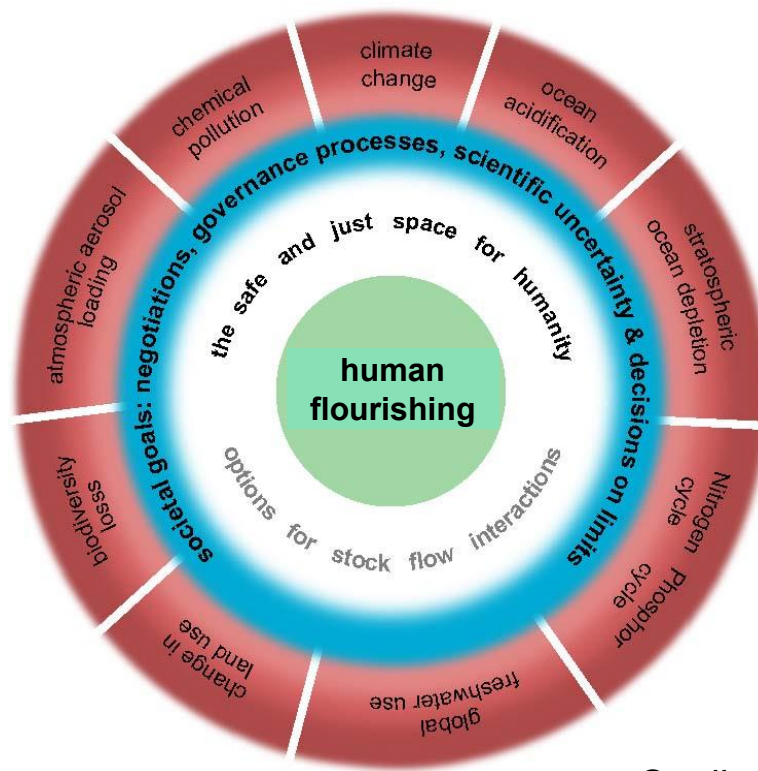 climate
change
ocean
acidification
stratospheric
ocean depletion
Nitrogen Phosphor
cycle cycle
global
freshwater use
change in
land use
biodiversity
losss
atmospheric aerosol
loading
chemical
pollution
societal goals: negotiations, governance processes, scientific uncertainty & decisions on limits
the safe and just space for humanity
human
flourishing
options for stock flow interactions